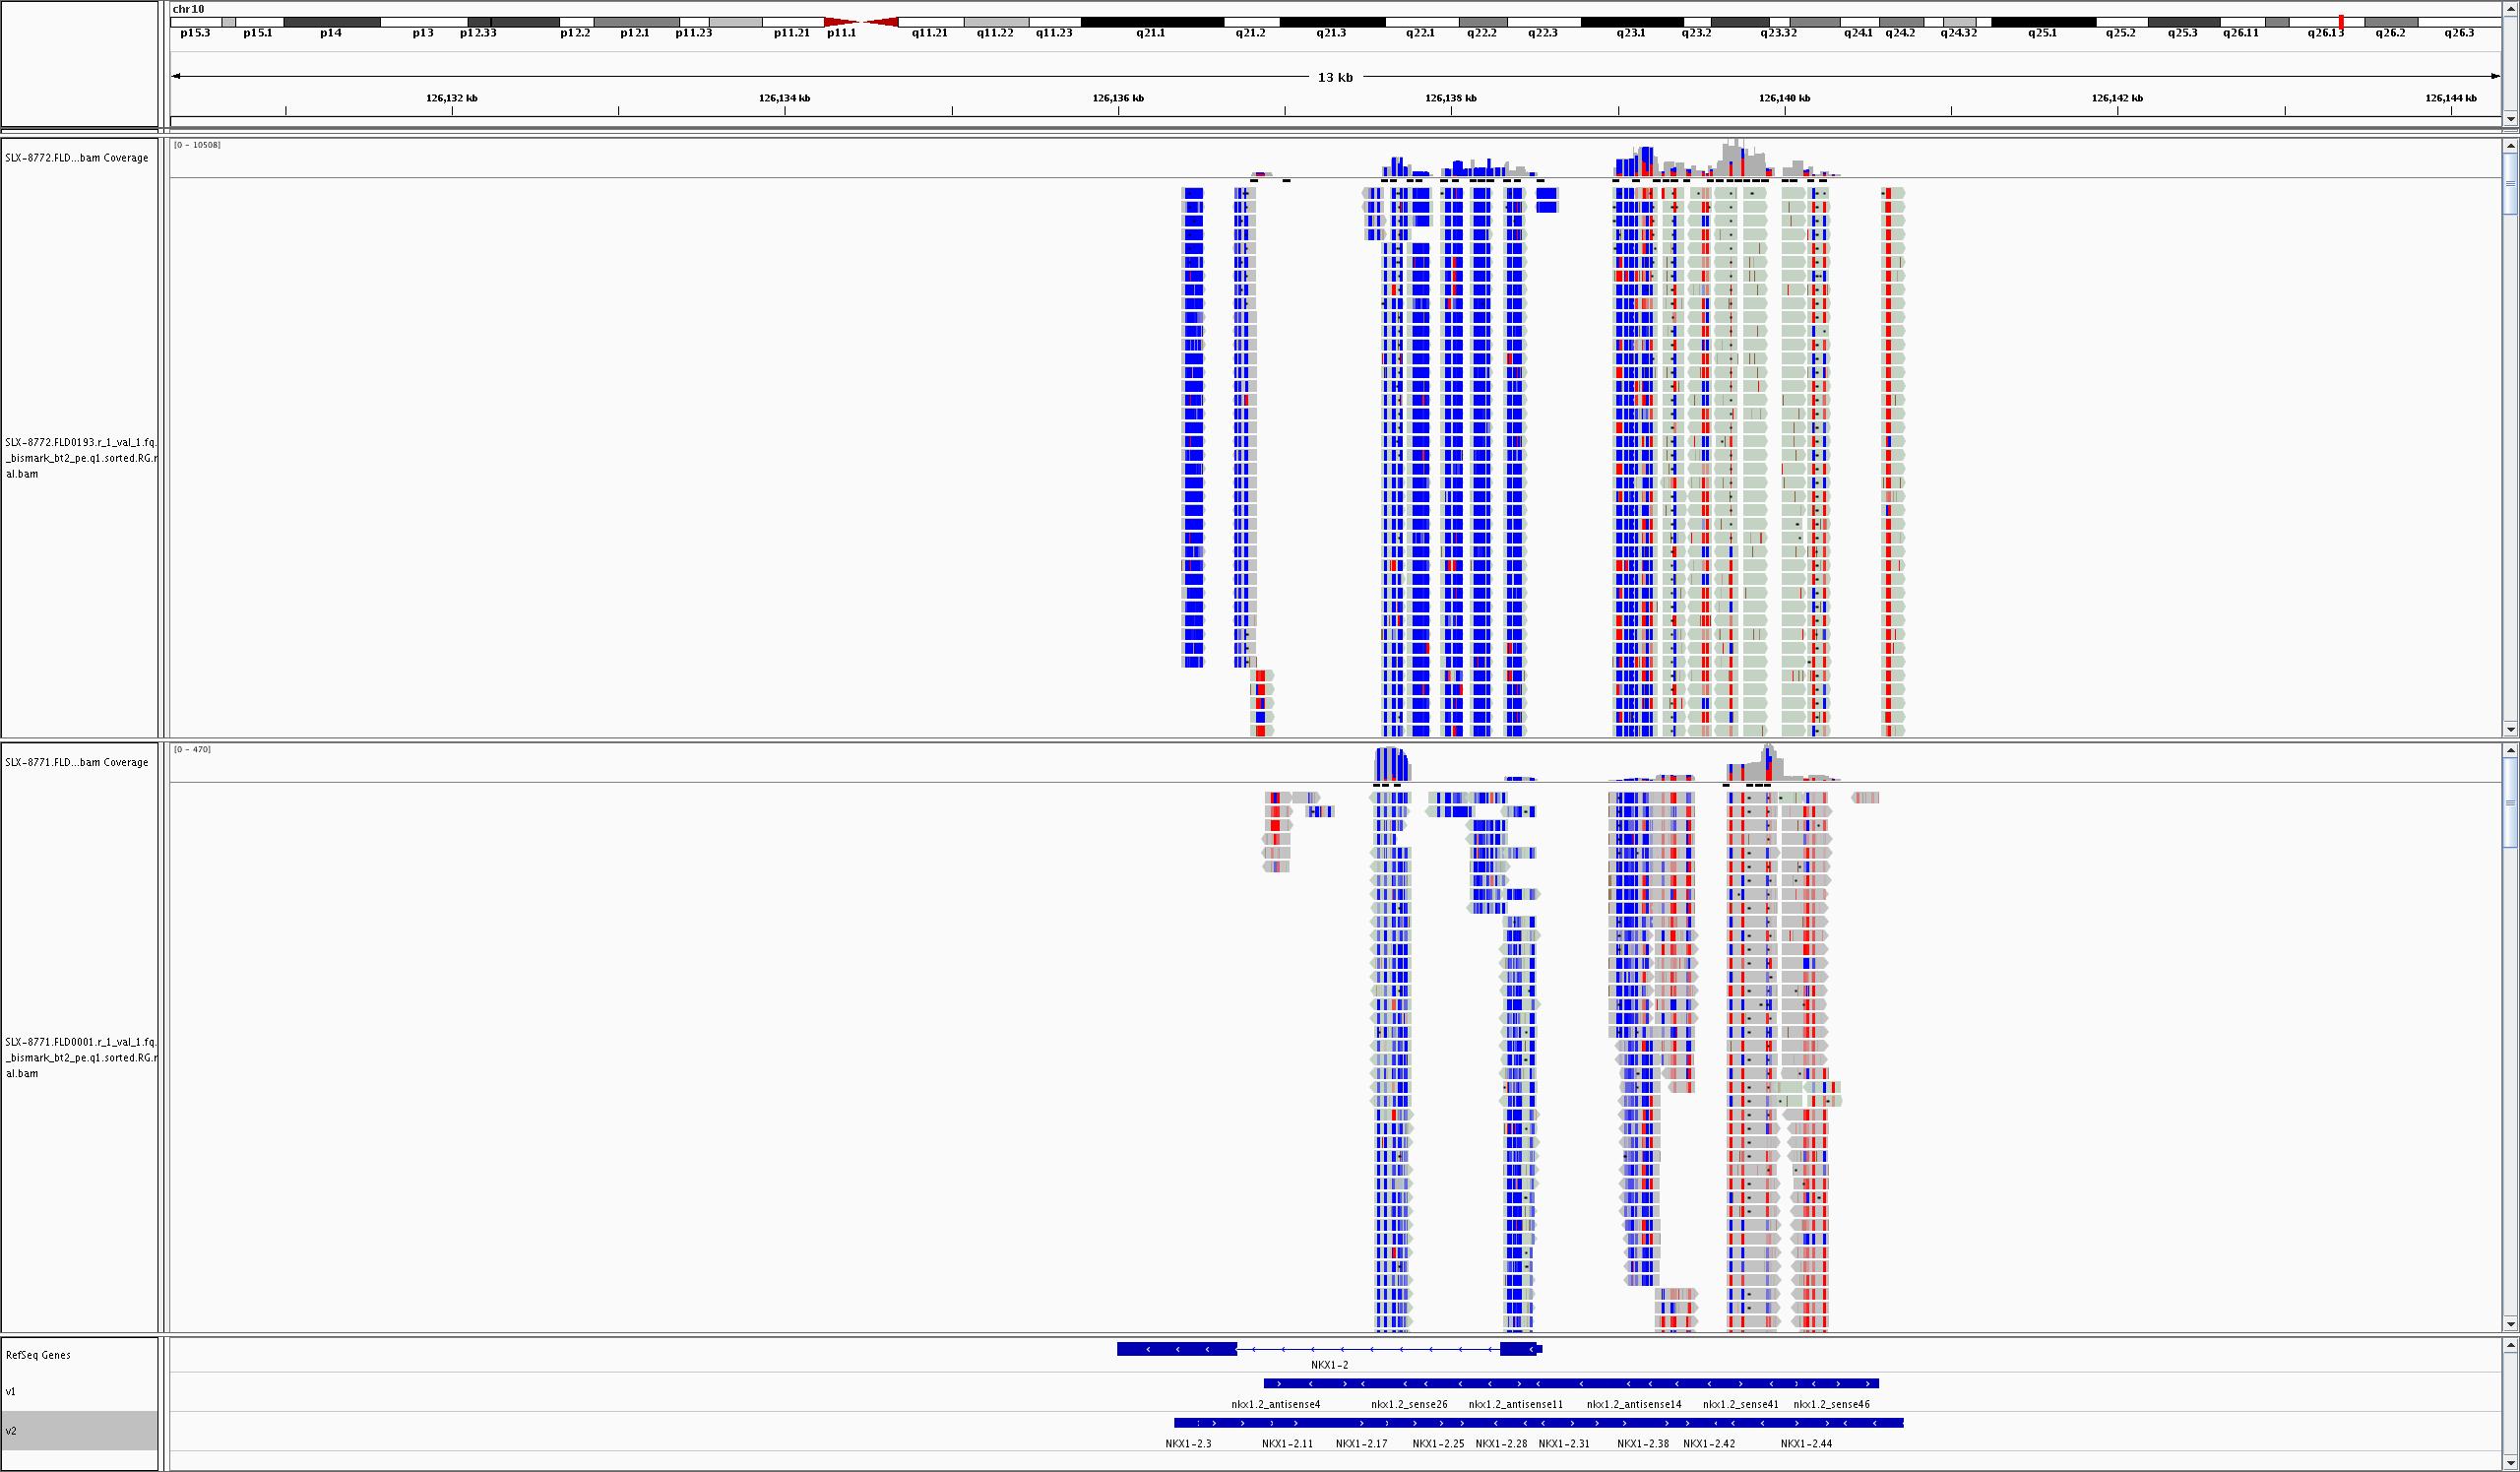 chr10
p15.3 p15.1 p14 p13 p12.33 p12.2 p12.1 p11.23 p11.21 p11.1 q11.21 q11.22 q11.23 q21.1 q21.2 q21.3 q22.1 q22.2 q22.3 q23.1 q23.2 q23.32 q24.1 q24.2 q24.32 q25.1 q25.2 q25.3 q26.11 q26.13 q26.2 q26.3
13 kb
126,132 kb 126,134 kb 126,136 kb 126,138 kb 126,140 kb 126,142 kb 126,144 kb
[0 - 10508]
SLX-8772.FLD...bam Coverage
SLX-8772.FLD0193.r_1_val_1.fq.
_bismark_bt2_pe.q1.sorted.RG.r
al.bam
[0 - 470]
SLX-8771.FLD...bam Coverage
SLX-8771.FLD0001.r_1_val_1.fq.
_bismark_bt2_pe.q1.sorted.RG.r
al.bam
RefSeq Genes
NKX1-2
v1
nkx1.2_antisense4 nkx1.2_sense26 nkx1.2_antisense11 nkx1.2_antisense14 nkx1.2_sense41 nkx1.2_sense46
v2
NKX1-2.3 NKX1-2.11 NKX1-2.17 NKX1-2.25 NKX1-2.28 NKX1-2.31 NKX1-2.38 NKX1-2.42 NKX1-2.44